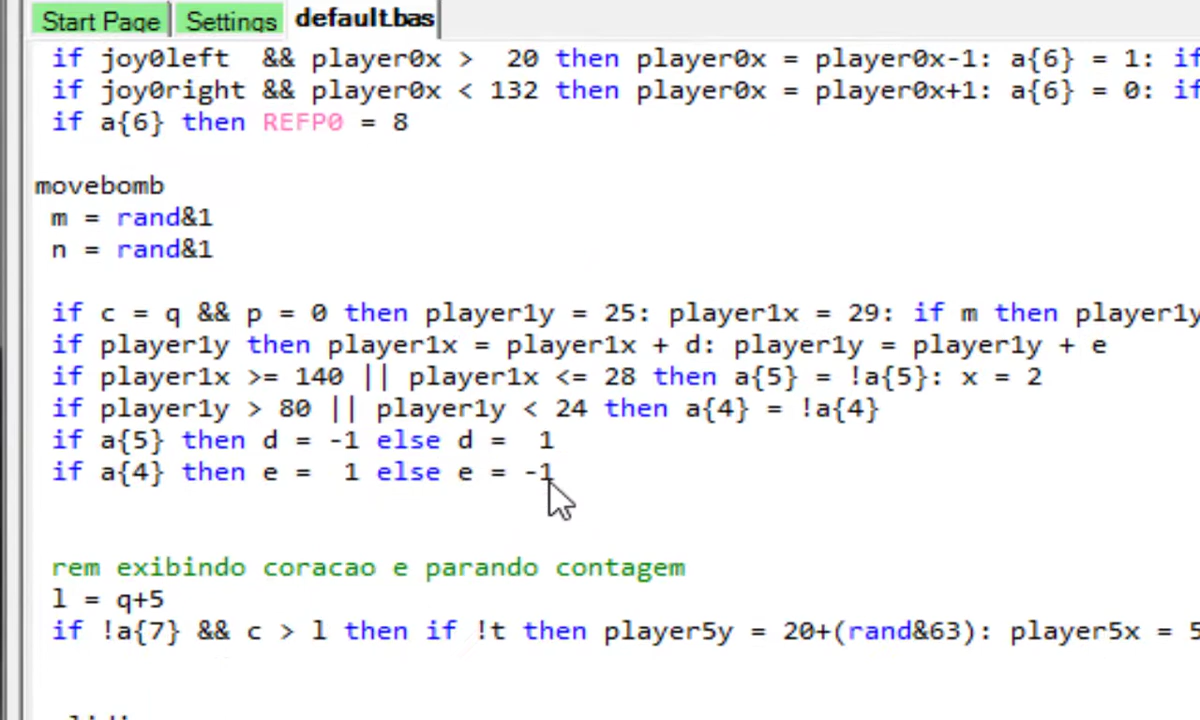 Start Page Settings default.bas
if joy0left  && player0x >  20 then player0x = player0x-1: a{6} = 1: if
if joy0right && player0x < 132 then player0x = player0x+1: a{6} = 0: if
if a{6} then REFP0 = 8
movebomb
m = rand&1
n = rand&1
if c = q && p = 0 then player1y = 25: player1x = 29: if m then player1y
if player1y then player1x = player1x + d: player1y = player1y + e
if player1x >= 140 || player1x <= 28 then a{5} = !a{5}: x = 2
if player1y > 80 || player1y < 24 then a{4} = !a{4}
if a{5} then d = -1 else d =  1
if a{4} then e =  1 else e = -1
rem exibindo coracao e parando contagem
l = q+5
if !a{7} && c > l then if !t then player5y = 20+(rand&63): player5x = 5